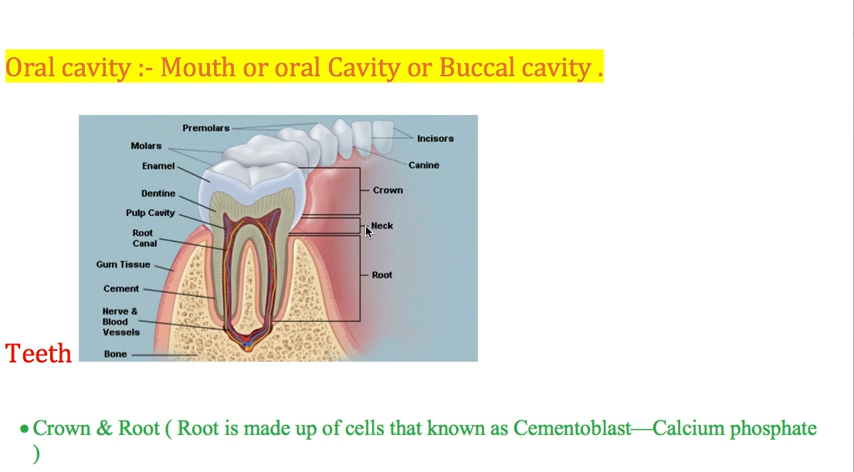 Oral cavity :- Mouth or oral Cavity or Buccal cavity .
Premolars
Incisors
Molars
Canine
Enamel
Crown
Dentine
Pulp Cavity
Neck
Root
Canal
Gum Tissue
Root
Cement
Nerve &
Blood
Vessels
Bone
Teeth
• Crown & Root ( Root is made up of cells that known as Cementoblast—Calcium phosphate
)